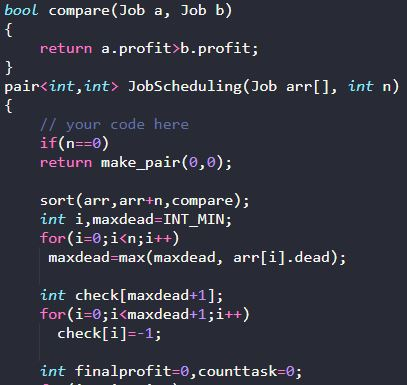 bool compare(Job a, Job b)
{
    return a.profit>b.profit;
}
pair<int,int> JobScheduling(Job arr[], int n)
{
    // your code here
    if(n==0)
    return make_pair(0,0);
    sort(arr,arr+n,compare);
    int i,maxdead=INT_MIN;
    for(i=0;i<n;i++)
     maxdead=max(maxdead, arr[i].dead);
    int check[maxdead+1];
    for(i=0;i<maxdead+1;i++)
      check[i]=-1;
    int finalprofit=0,counttask=0;